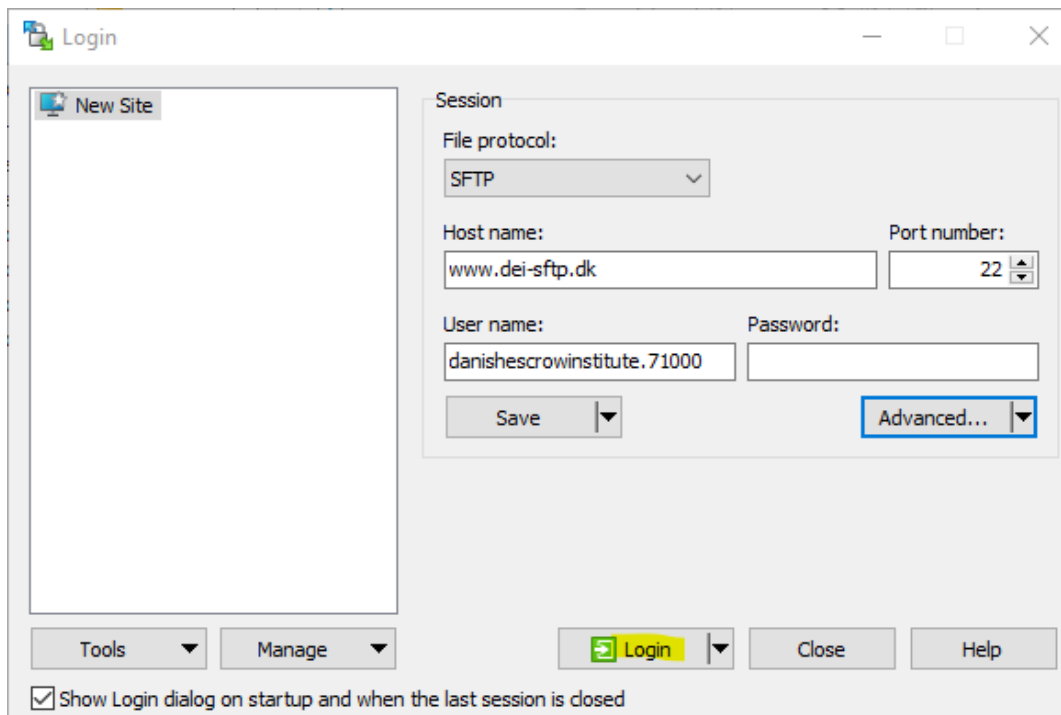 Login
New Site
Session
File protocol:
SFTP
Host name:
Port number:
www.dei-sftp.dk
22
User name:
Password:
danishescrowinstitute.71000
Save
Advanced...
Tools
Manage
Login
Close
Help
Show Login dialog on startup and when the last session is closed